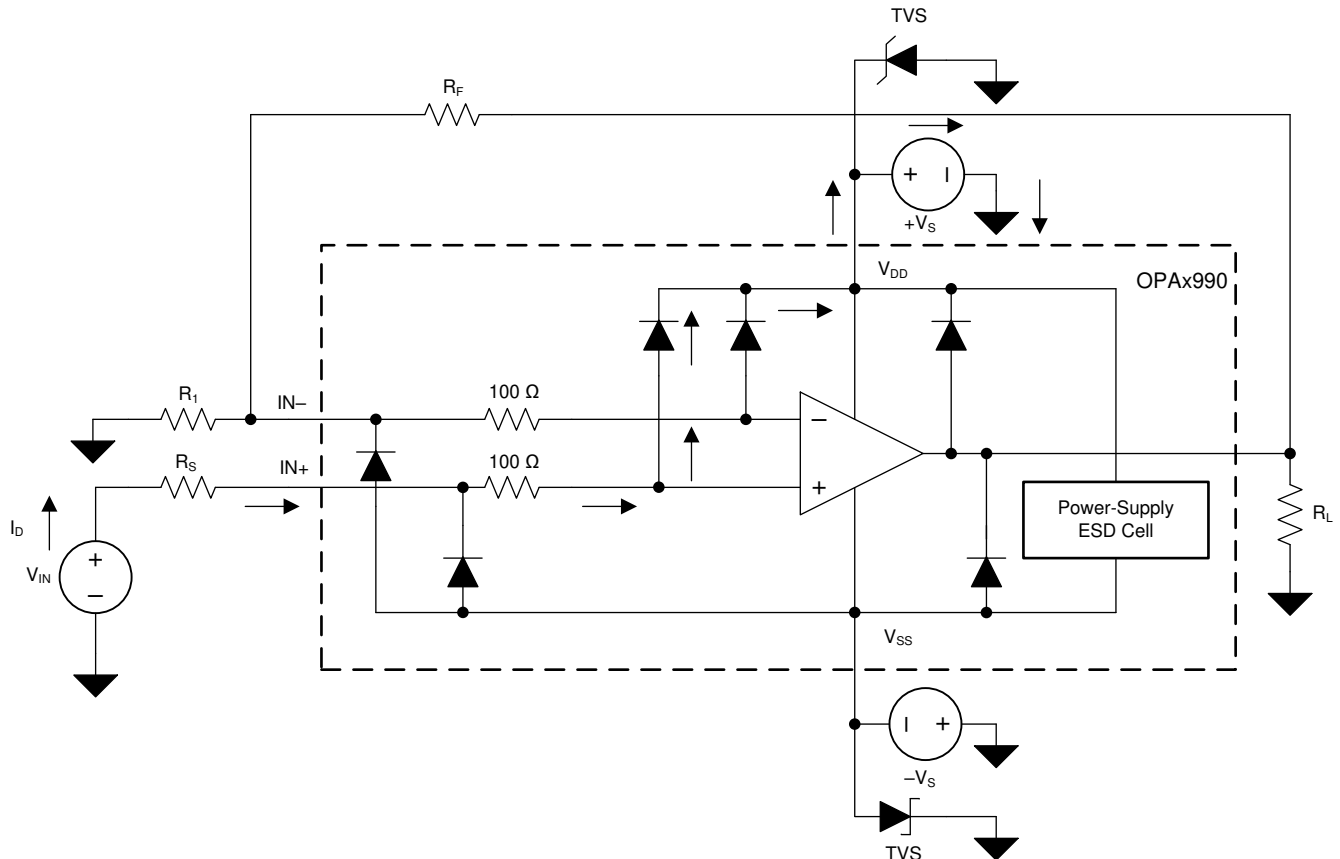 TVS
R_F
+ I
+V_S
V_DD
OPAx990
R_1
IN–
100 Ω
–
R_S
IN+
100 Ω
+
Power-Supply
ESD Cell
R_L
I_D
V_IN
+
–
V_SS
I +
–V_S
TVS